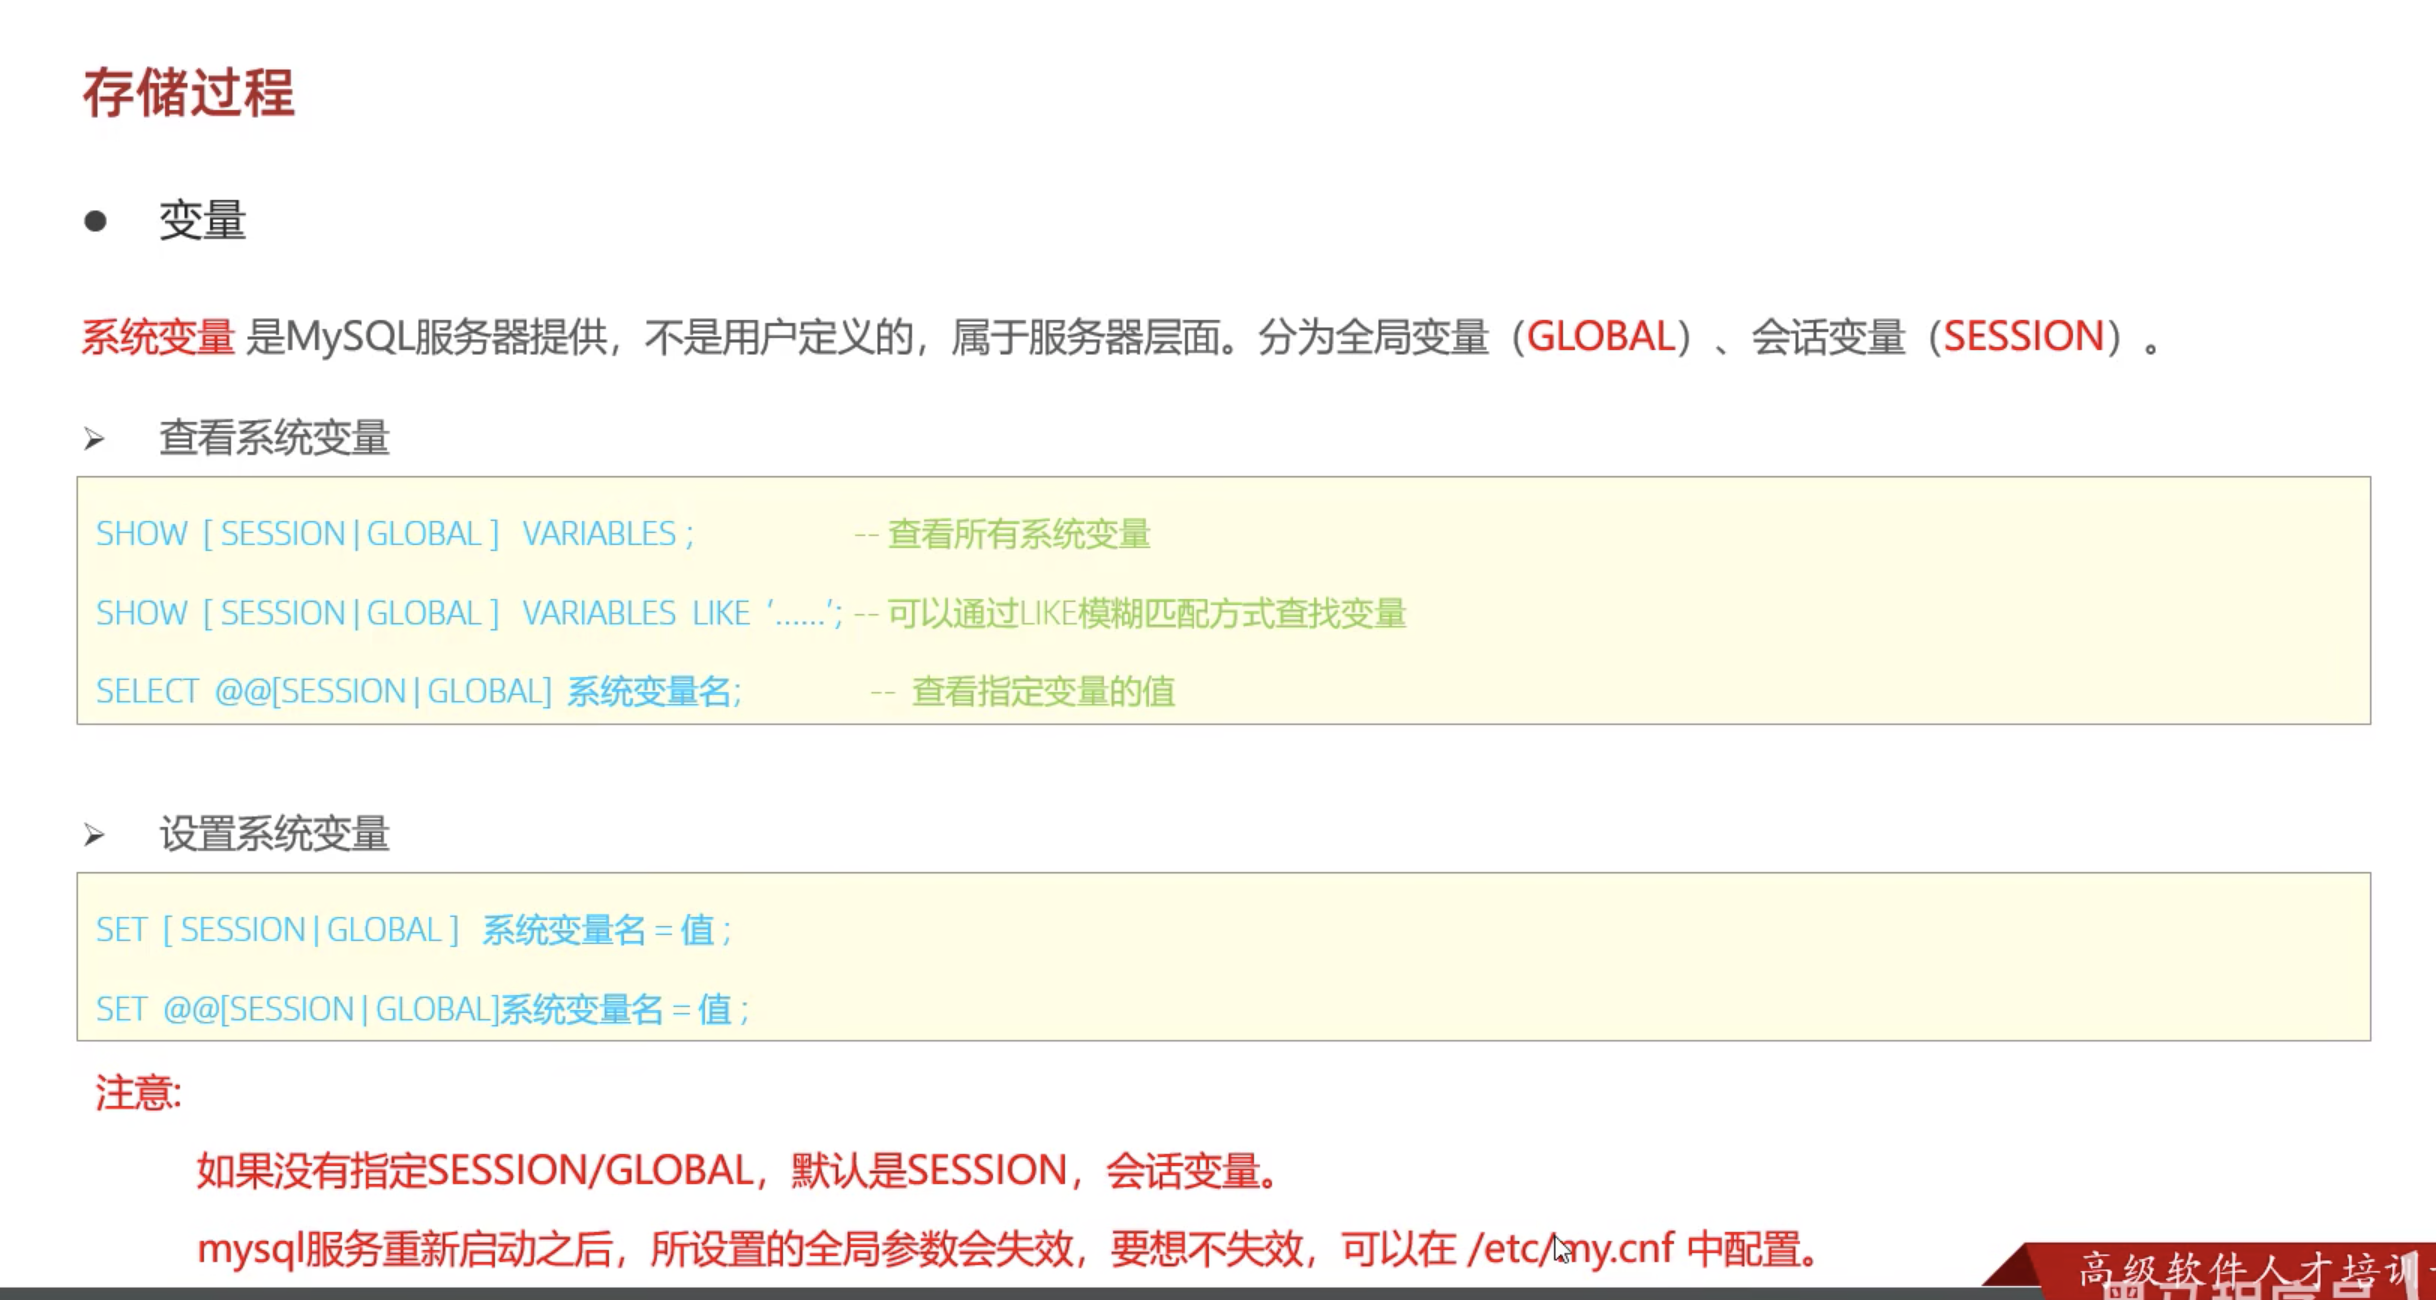 存储过程
● 变量
系统变量 是MySQL服务器提供，不是用户定义的，属于服务器层面。分为全局变量（GLOBAL）、会话变量（SESSION）。
➢ 查看系统变量
SHOW [ SESSION | GLOBAL ] VARIABLES ; -- 查看所有系统变量
SHOW [ SESSION | GLOBAL ] VARIABLES LIKE '......'; -- 可以通过LIKE模糊匹配方式查找变量
SELECT @@[SESSION | GLOBAL] 系统变量名; -- 查看指定变量的值
➢ 设置系统变量
SET [ SESSION | GLOBAL ] 系统变量名 = 值 ;
SET @@[SESSION | GLOBAL]系统变量名 = 值 ;
注意:
如果没有指定SESSION/GLOBAL，默认是SESSION，会话变量。
mysql服务重新启动之后，所设置的全局参数会失效，要想不失效，可以在 /etc/my.cnf 中配置。
高级软件人才培训